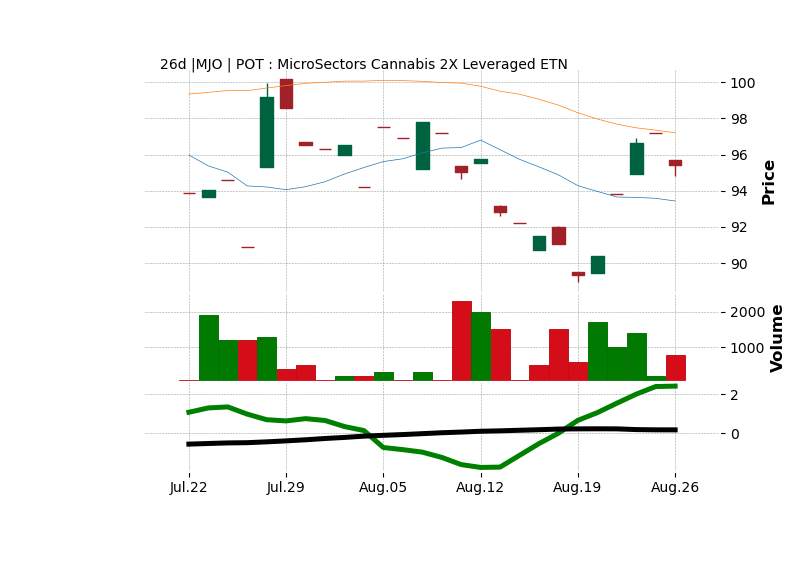 26d |MJO | POT : MicroSectors Cannabis 2X Leveraged ETN
100
98
96
94
92
90
Price
2000
1000
Volume
2
0
Jul.22 Jul.29 Aug.05 Aug.12 Aug.19 Aug.26